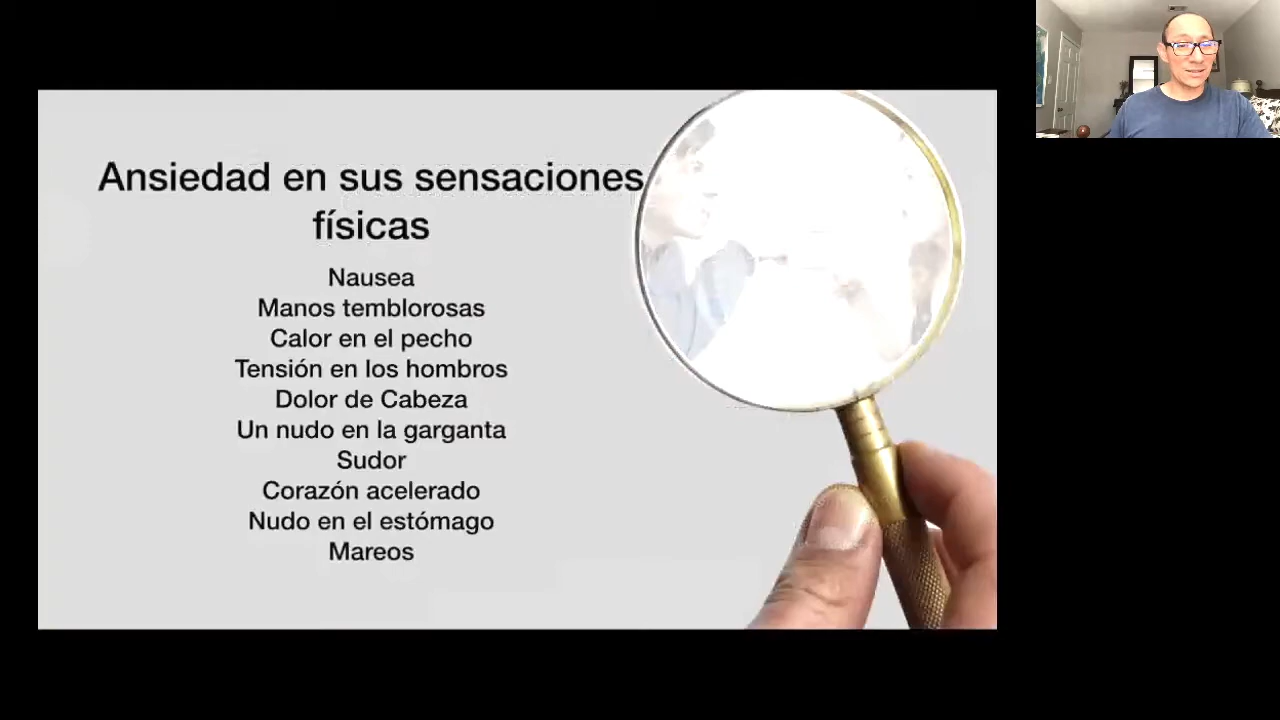 Ansiedad en sus sensaciones
físicas
Nausea
Manos temblorosas
Calor en el pecho
Tensión en los hombros
Dolor de Cabeza
Un nudo en la garganta
Sudor
Corazón acelerado
Nudo en el estómago
Mareos